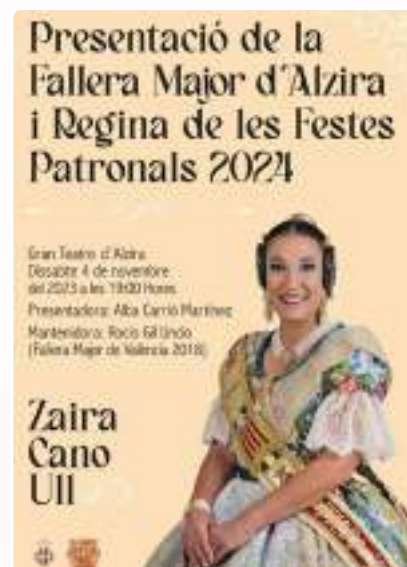 Presentació de la
Fallera Major d'Alzira
i Regina de les Festes
Patronals 2024
Gran Teatre d'Alzira
Dissabte 4 de novembre
del 2023 a les 19:00 hores
Presentadora: Alba Carrió Martínez
Mantenidora: Rocío Gil Uncio
(Fallera Major de València 2018)
Zaira
Cano
Ull